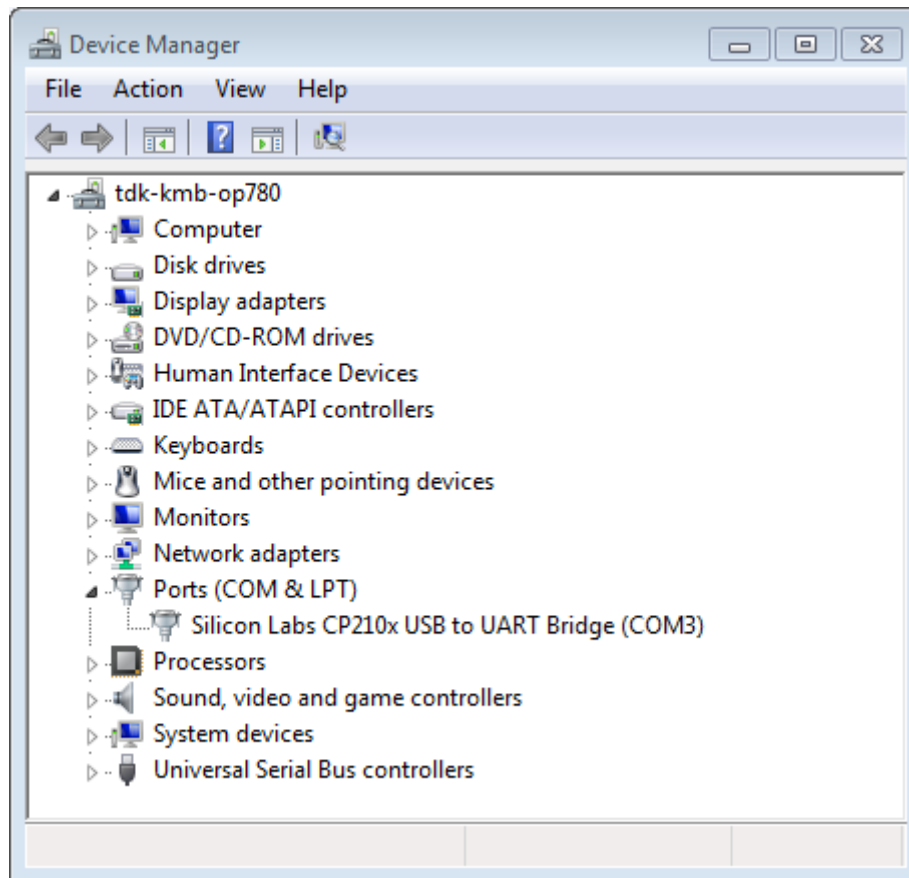 Device Manager
File Action View Help
?
tdk-kmb-op780
Computer
Disk drives
Display adapters
DVD/CD-ROM drives
Human Interface Devices
IDE ATA/ATAPI controllers
Keyboards
Mice and other pointing devices
Monitors
Network adapters
Ports (COM & LPT)
Silicon Labs CP210x USB to UART Bridge (COM3)
Processors
Sound, video and game controllers
System devices
Universal Serial Bus controllers